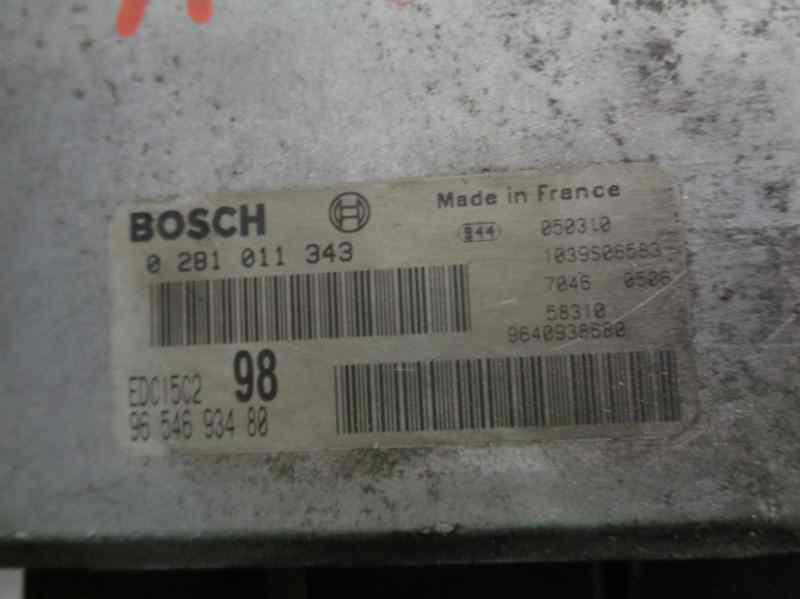 BOSCH
Made in France
0 281 011 343
944
050310
1039S06583
7046 0506
58310
9640938680
EDC15C2 98
96 546 934 80